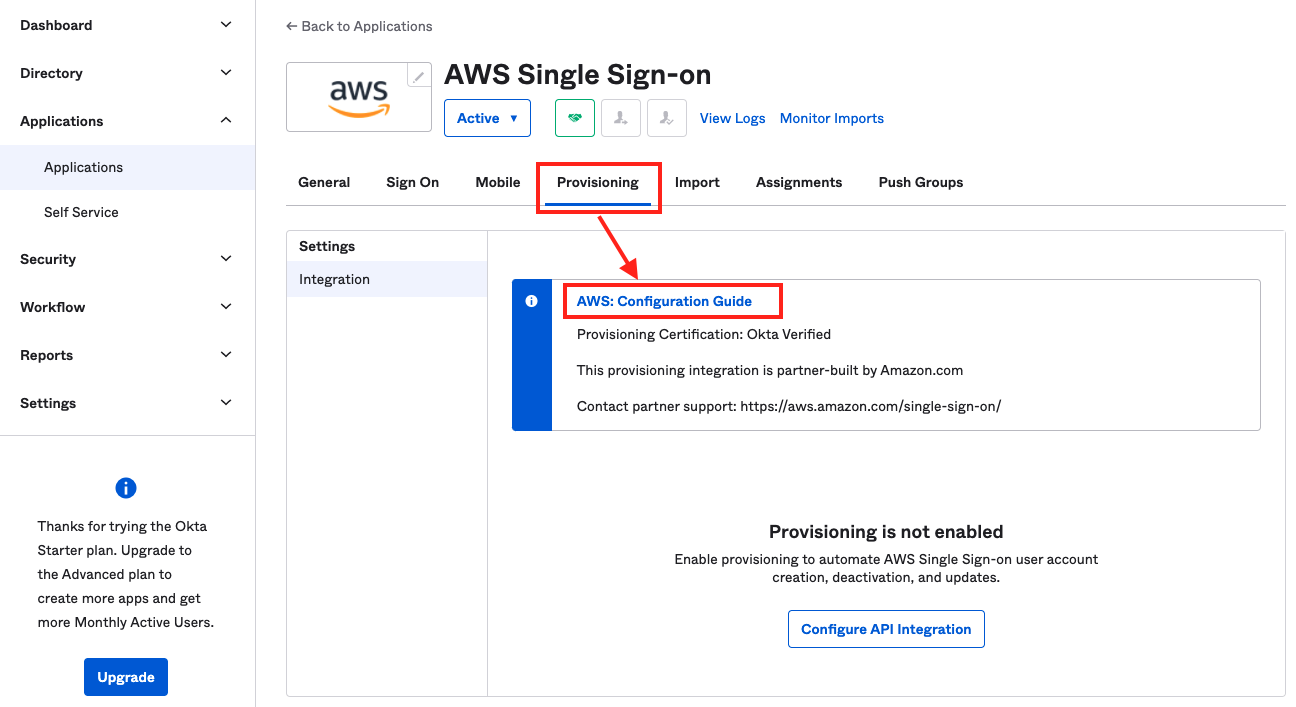 Dashboard
Directory
Applications
Applications
Self Service
Security
Workflow
Reports
Settings
Thanks for trying the Okta
Starter plan. Upgrade to
the Advanced plan to
create more apps and get
more Monthly Active Users.
Upgrade
← Back to Applications
aws
AWS Single Sign-on
Active ▼
View Logs
Monitor Imports
General
Sign On
Mobile
Provisioning
Import
Assignments
Push Groups
Settings
Integration
AWS: Configuration Guide
Provisioning Certification: Okta Verified
This provisioning integration is partner-built by Amazon.com
Contact partner support: https://aws.amazon.com/single-sign-on/
Provisioning is not enabled
Enable provisioning to automate AWS Single Sign-on user account
creation, deactivation, and updates.
Configure API Integration